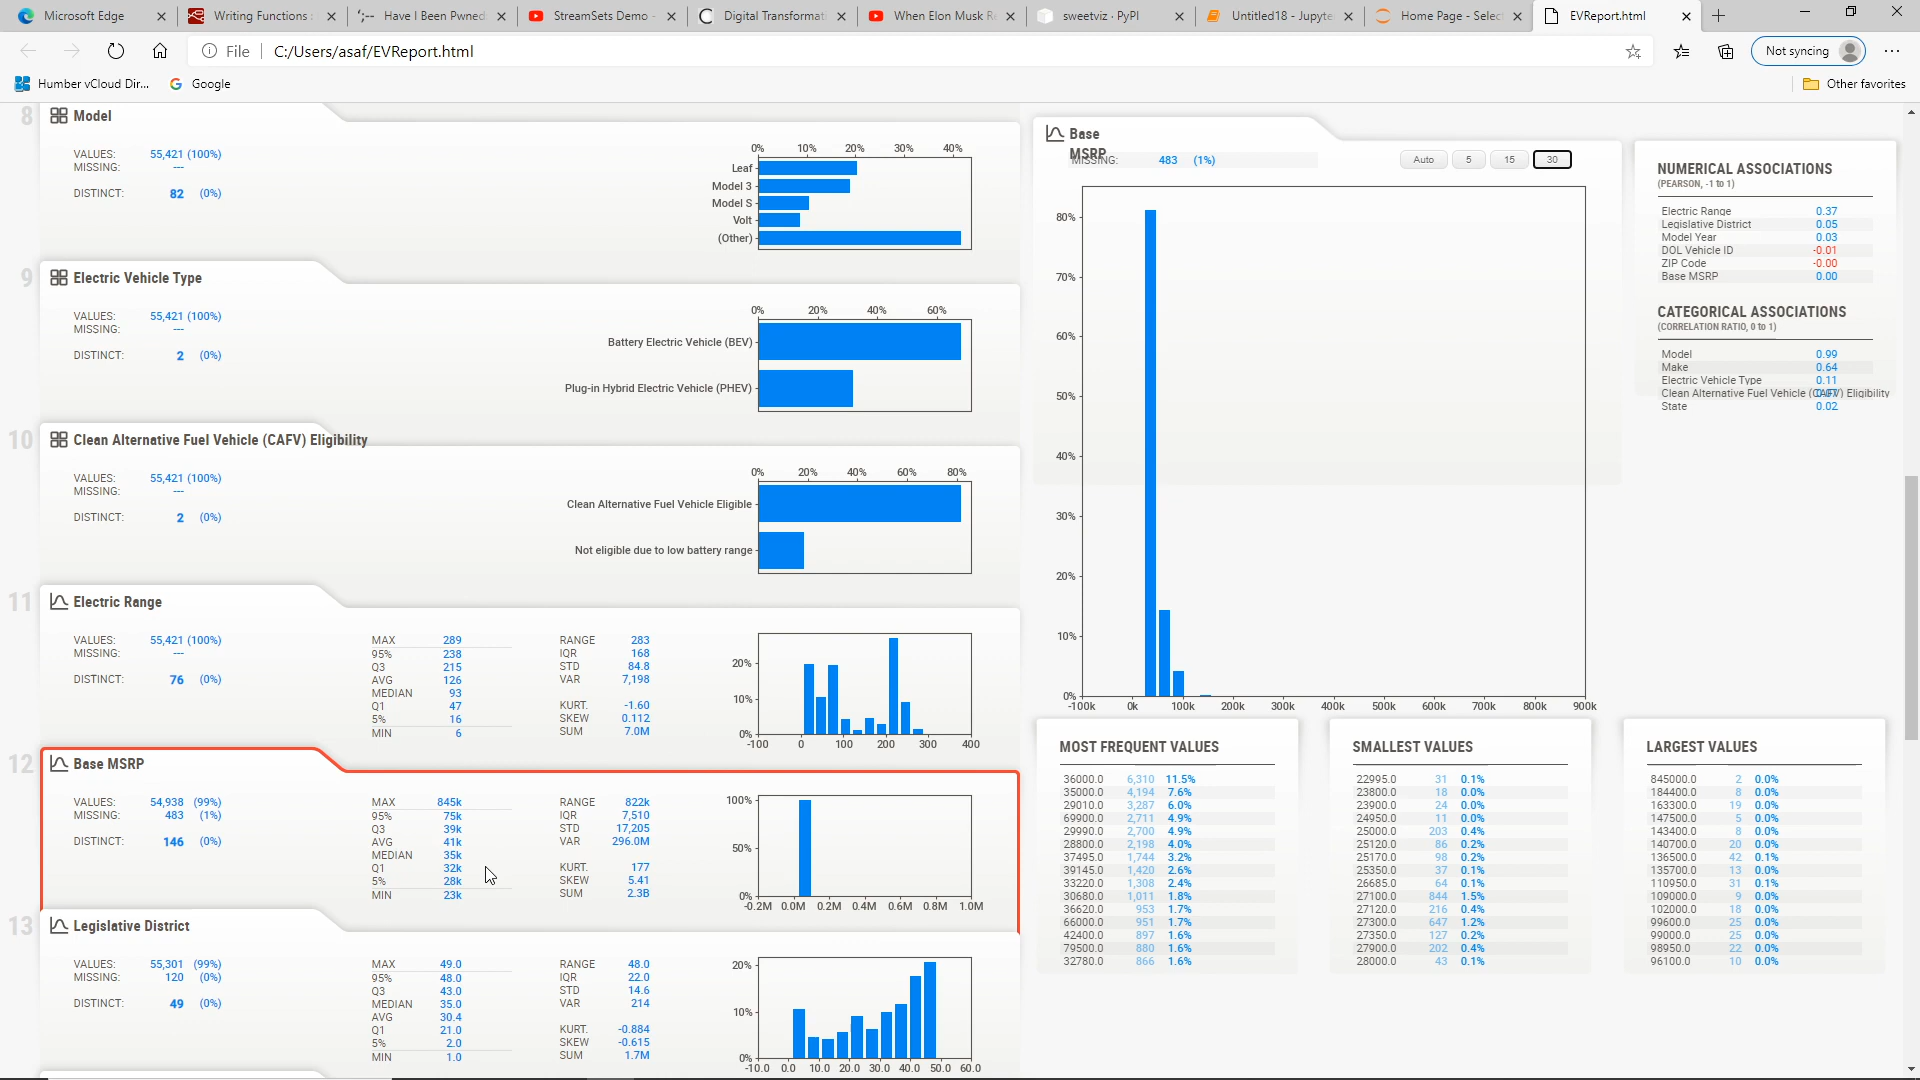 Microsoft Edge
Writing Functions :
Have I Been Pwned
StreamSets Demo -
Digital Transformati
When Elon Musk R
sweetviz · PyPI
Untitled18 - Jupyte
Home Page - Selec
EVReport.html
File
C:/Users/asaf/EVReport.html
Not syncing
Humber vCloud Dir...
Google
Other favorites
8
Model
VALUES: 55,421 (100%)
MISSING: ---
DISTINCT: 82 (0%)
0% 10% 20% 30% 40%
Leaf
Model 3
Model S
Volt
(Other)
9
Electric Vehicle Type
VALUES: 55,421 (100%)
MISSING: ---
DISTINCT: 2 (0%)
0% 20% 40% 60%
Battery Electric Vehicle (BEV)
Plug-in Hybrid Electric Vehicle (PHEV)
10
Clean Alternative Fuel Vehicle (CAFV) Eligibility
VALUES: 55,421 (100%)
MISSING: ---
DISTINCT: 2 (0%)
0% 20% 40% 60% 80%
Clean Alternative Fuel Vehicle Eligible
Not eligible due to low battery range
11
Electric Range
VALUES: 55,421 (100%)
MISSING: ---
DISTINCT: 76 (0%)
MAX 289
95% 238
Q3 215
AVG 126
MEDIAN 93
Q1 47
5% 16
MIN 6
RANGE 283
IQR 168
STD 84.8
VAR 7,198
KURT. -1.60
SKEW 0.112
SUM 7.0M
20%
10%
0%
-100 0 100 200 300 400
12
Base MSRP
VALUES: 54,938 (99%)
MISSING: 483 (1%)
DISTINCT: 146 (0%)
MAX 845k
95% 75k
Q3 39k
AVG 41k
MEDIAN 35k
Q1 32k
5% 28k
MIN 23k
RANGE 822k
IQR 7,510
STD 17,205
VAR 296.0M
KURT. 177
SKEW 5.41
SUM 2.3B
100%
50%
0%
-0.2M 0.0M 0.2M 0.4M 0.6M 0.8M 1.0M
13
Legislative District
VALUES: 55,301 (99%)
MISSING: 120 (0%)
DISTINCT: 49 (0%)
MAX 49.0
95% 48.0
Q3 43.0
MEDIAN 35.0
AVG 30.4
Q1 21.0
5% 2.0
MIN 1.0
RANGE 48.0
IQR 22.0
STD 14.6
VAR 214
KURT. -0.884
SKEW -0.615
SUM 1.7M
20%
10%
0%
-10.0 0.0 10.0 20.0 30.0 40.0 50.0 60.0
Base
MSRP
MISSING: 483 (1%)
Auto 5 15 30
80%
70%
60%
50%
40%
30%
20%
10%
0%
-100k 0k 100k 200k 300k 400k 500k 600k 700k 800k 900k
NUMERICAL ASSOCIATIONS
(PEARSON, -1 to 1)
Electric Range 0.37
Legislative District 0.05
Model Year 0.03
DOL Vehicle ID -0.01
ZIP Code -0.00
Base MSRP 0.00
CATEGORICAL ASSOCIATIONS
(CORRELATION RATIO, 0 to 1)
Model 0.99
Make 0.64
Electric Vehicle Type 0.11
Clean Alternative Fuel Vehicle (CAFV) Eligibility
State 0.02
MOST FREQUENT VALUES
36000.0 6,310 11.5%
35000.0 4,194 7.6%
29010.0 3,287 6.0%
69900.0 2,711 4.9%
29990.0 2,700 4.9%
28800.0 2,198 4.0%
37495.0 1,744 3.2%
39145.0 1,420 2.6%
33220.0 1,308 2.4%
30680.0 1,011 1.8%
36620.0 953 1.7%
66000.0 951 1.7%
42400.0 897 1.6%
79500.0 880 1.6%
32780.0 866 1.6%
SMALLEST VALUES
22995.0 31 0.1%
23800.0 18 0.0%
23900.0 24 0.0%
24950.0 11 0.0%
25000.0 203 0.4%
25120.0 86 0.2%
25170.0 98 0.2%
25350.0 37 0.1%
26685.0 64 0.1%
27100.0 844 1.5%
27120.0 216 0.4%
27300.0 647 1.2%
27350.0 127 0.2%
27900.0 202 0.4%
28000.0 43 0.1%
LARGEST VALUES
845000.0 2 0.0%
184400.0 8 0.0%
163300.0 19 0.0%
147500.0 5 0.0%
143400.0 8 0.0%
140700.0 20 0.0%
136500.0 42 0.1%
135700.0 13 0.0%
110950.0 31 0.1%
109000.0 9 0.0%
102000.0 18 0.0%
99600.0 25 0.0%
99000.0 25 0.0%
98950.0 22 0.0%
96100.0 10 0.0%